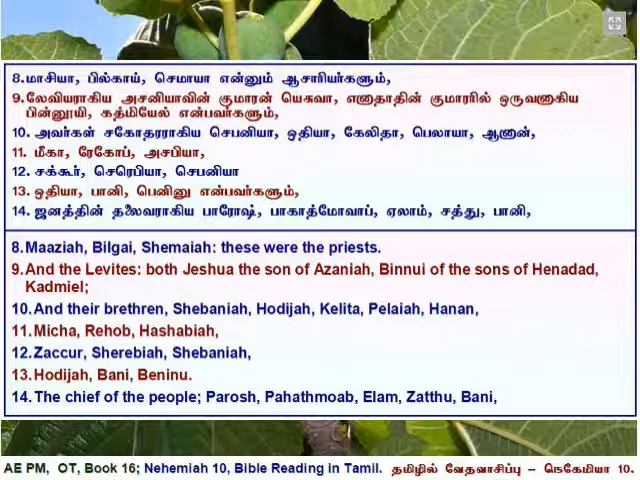 8.மாசியா, பில்காய், செமாயா என்னும் ஆசாரியர்களும்,
9.லேவியராகிய அசனியாவின் குமாரன் யெசுவா, எனாதாதின் குமாரரில் ஒருவனாகிய
பின்னூயி, கத்மியேல் என்பவர்களும்,
10. அவர்கள் சகோதரராகிய செபனியா, ஒதியா, கேலிதா, பெலாயா, ஆனான்,
11. மீகா, ரேகோப், அசபியா,
12. சக்கூர், செரெபியா, செபனியா
13. ஒதியா, பானி, பெனினு என்பவர்களும்,
14. ஜனத்தின் தலைவராகிய பாரோஷ், பாகாத்மோவாப், ஏலாம், சத்து, பானி,
8.Maaziah, Bilgai, Shemaiah: these were the priests.
9.And the Levites: both Jeshua the son of Azaniah, Binnui of the sons of Henadad,
Kadmiel;
10.And their brethren, Shebaniah, Hodijah, Kelita, Pelaiah, Hanan,
11.Micha, Rehob, Hashabiah,
12.Zaccur, Sherebiah, Shebaniah,
13.Hodijah, Bani, Beninu.
14.The chief of the people; Parosh, Pahathmoab, Elam, Zatthu, Bani,
AE PM, OT, Book 16; Nehemiah 10, Bible Reading in Tamil. தமிழில் வேதவாசிப்பு – நெகேமியா 10.